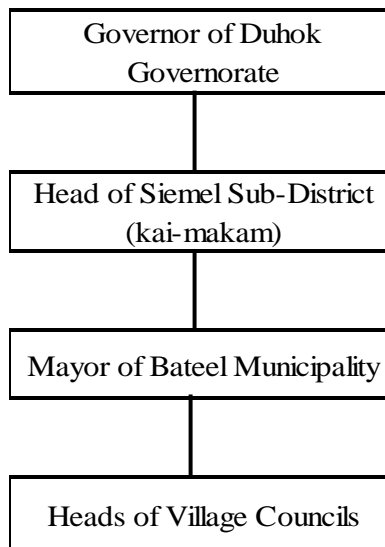 Governor of Duhok
Governorate
Head of Siemel Sub-District
(kai-makam)
Mayor of Bateel Municipality
Heads of Village Councils